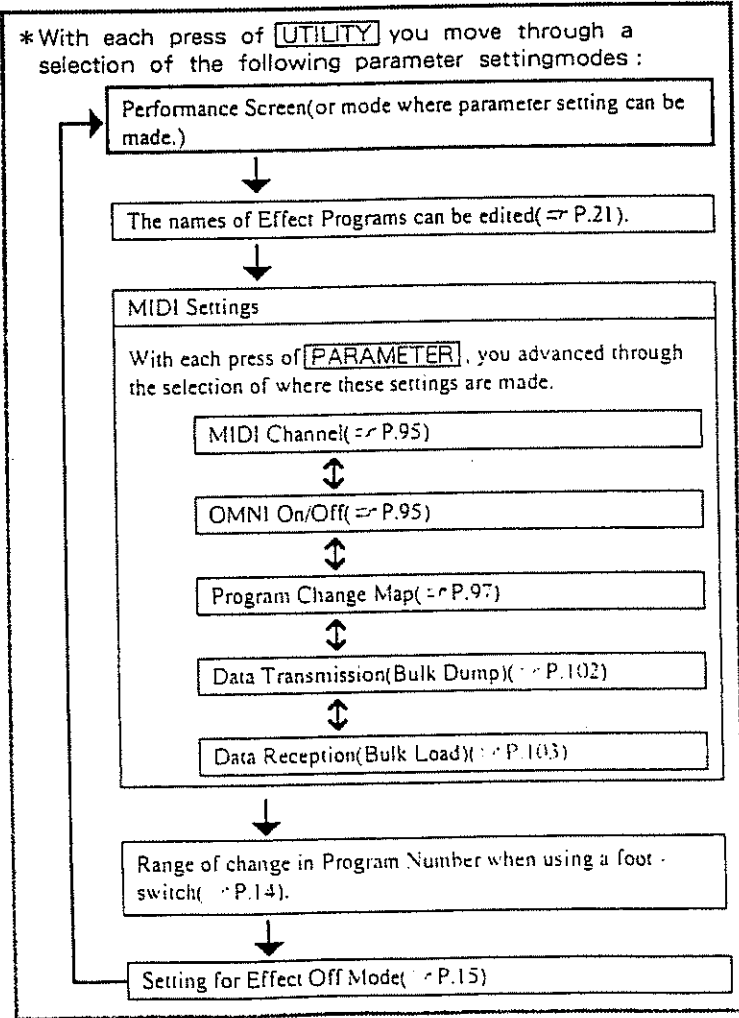 *With each press of UTILITY you move through a
selection of the following parameter settingmodes :
Performance Screen(or mode where parameter setting can be
made.)
The names of Effect Programs can be edited(☞ P.21).
MIDI Settings
With each press of PARAMETER, you advanced through
the selection of where these settings are made.
MIDI Channel(☞ P.95)
OMNI On/Off(☞ P.95)
Program Change Map(☞ P.97)
Data Transmission(Bulk Dump)(☞ P.102)
Data Reception(Bulk Load)(☞ P.103)
Range of change in Program Number when using a foot -
switch(☞ P.14).
Setting for Effect Off Mode(☞ P.15)